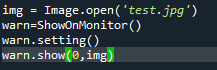 img = Image.open('test.jpg')
warn=ShowOnMonitor()
warn.setting()
warn.show(0,img)